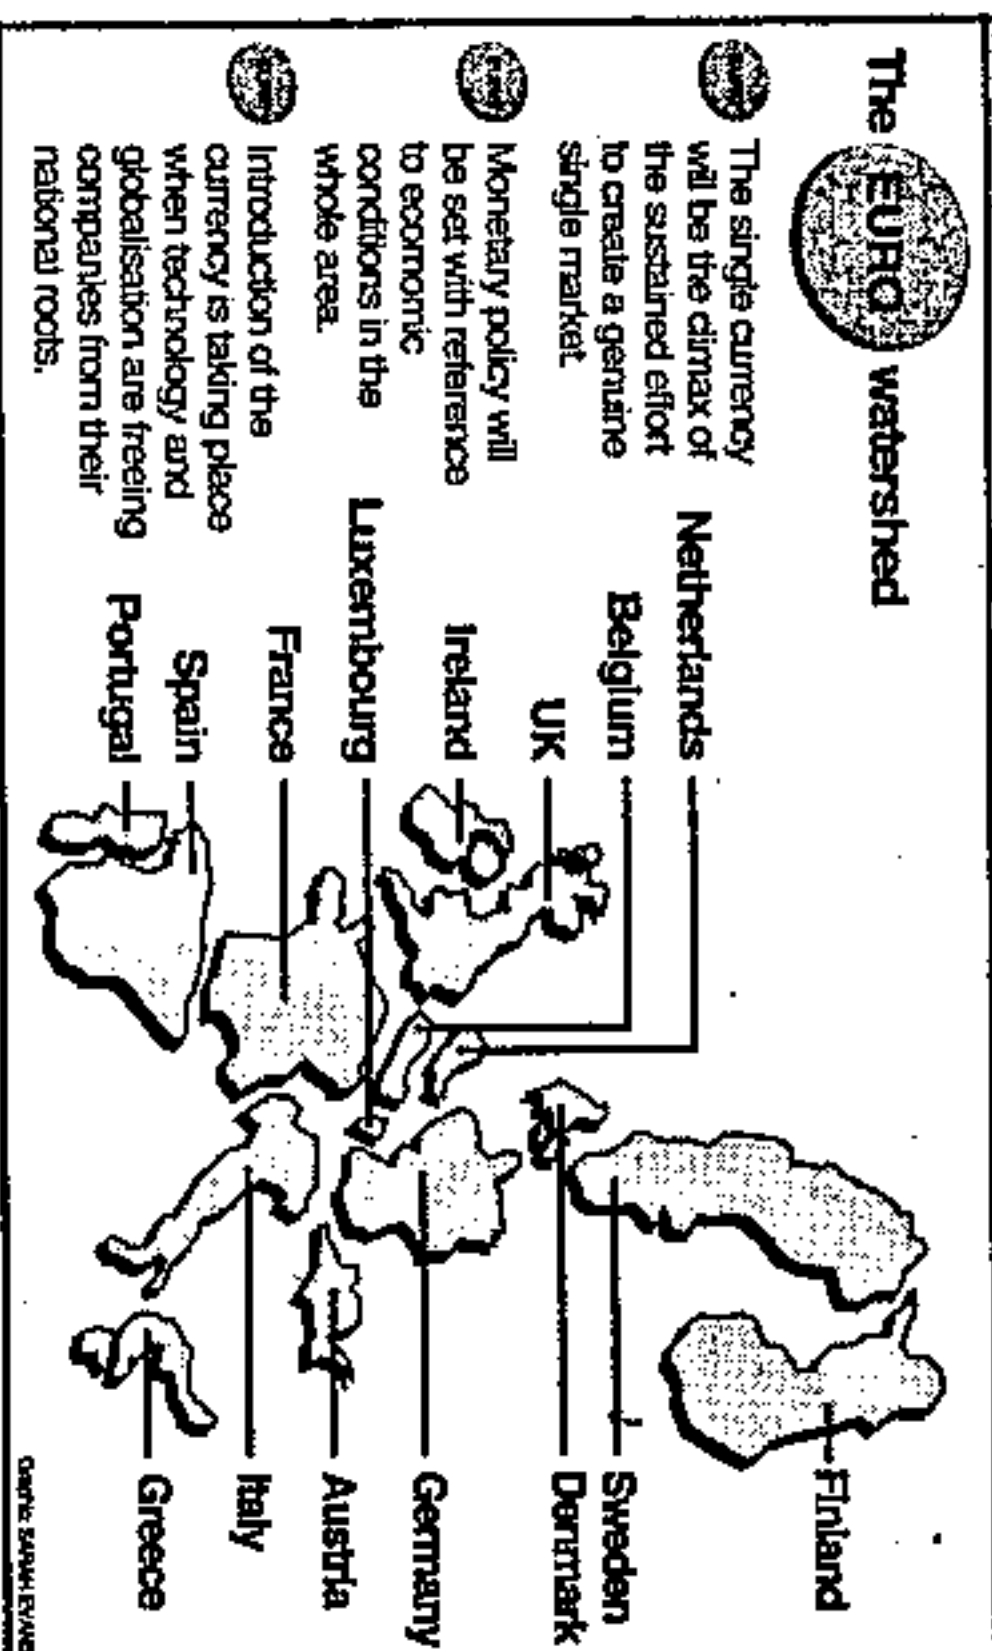 The EURO watershed
The single currency
will be the climax of
the sustained effort
to create a genuine
single market.
Monetary policy will
be set with reference
to economic
conditions in the
whole area.
Introduction of the
currency is taking place
when technology and
globalisation are freeing
companies from their
national roots.
Netherlands
Belgium
UK
Ireland
Luxembourg
France
Spain
Portugal
Finland
Sweden
Denmark
Germany
Austria
Italy
Greece
Graphic: SARAH EVANS